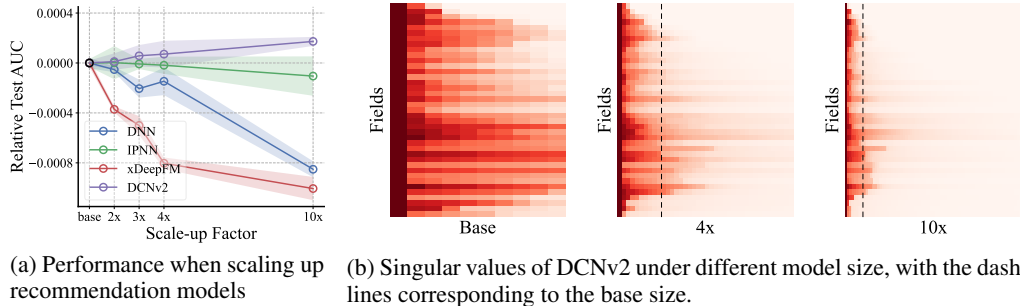 0.0004
0.0000
−0.0004
−0.0008
Relative Test AUC
DNN
IPNN
xDeepFM
DCNv2
base 2x 3x 4x 10x
Scale-up Factor
(a) Performance when scaling up
recommendation models
Fields
Base
Fields
4x
Fields
10x
(b) Singular values of DCNv2 under different model size, with the dash
lines corresponding to the base size.